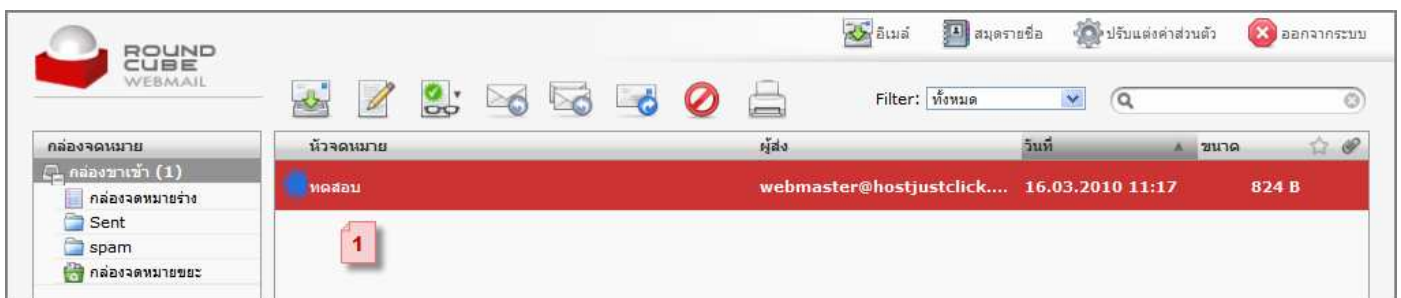 ROUND
CUBE
WEBMAIL
อีเมล์ สมุดรายชื่อ ปรับแต่งค่าส่วนตัว ออกจากระบบ
Filter: ทั้งหมด
กล่องจดหมาย
กล่องขาเข้า (1)
กล่องจดหมายร่าง
Sent
spam
กล่องจดหมายขยะ
หัวจดหมาย ผู้ส่ง วันที่ ขนาด
ทดสอบ webmaster@hostjustclick.... 16.03.2010 11:17 824 B
1